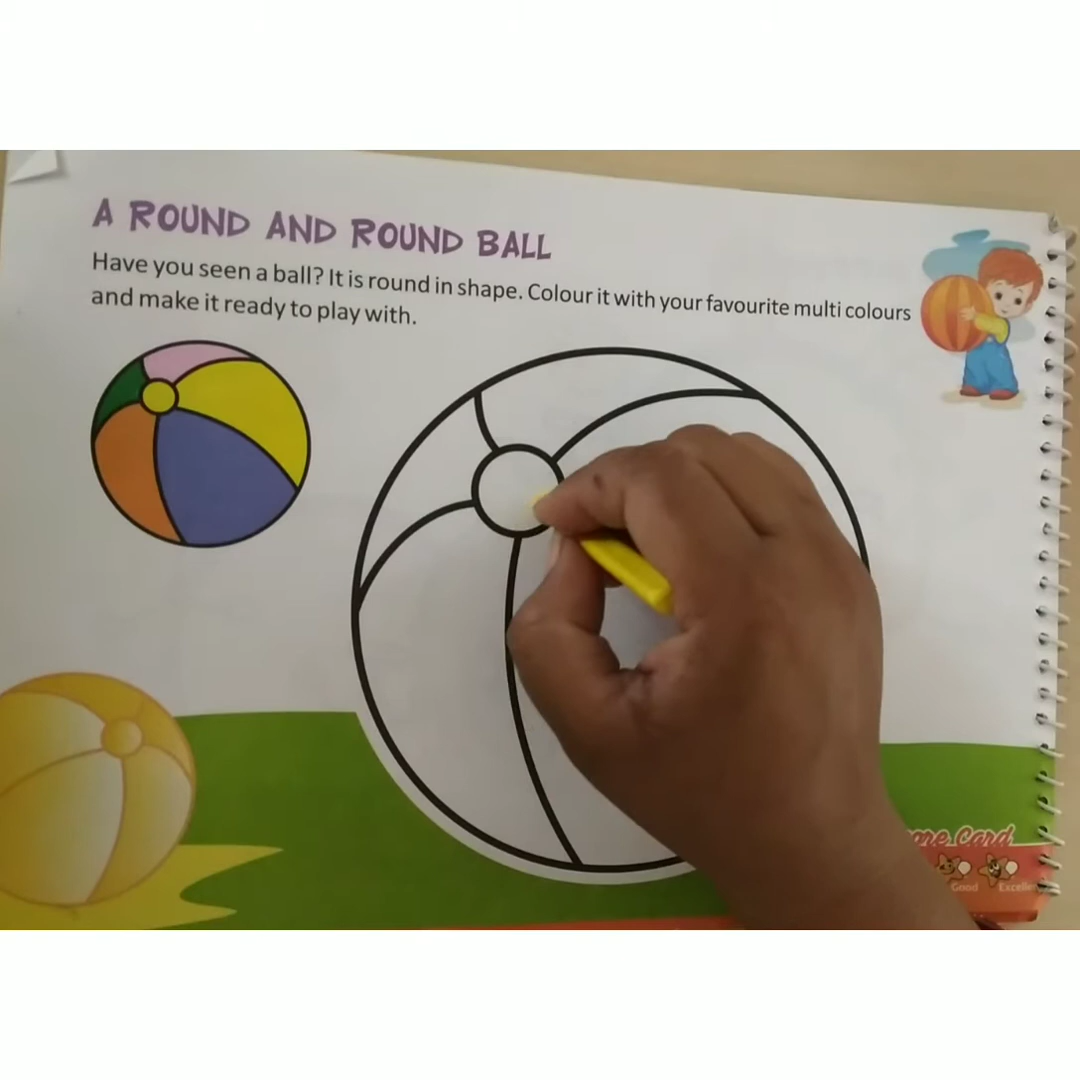 A ROUND AND ROUND BALL
Have you seen a ball? It is round in shape. Colour it with your favourite multi colours
and make it ready to play with.
Card
Good